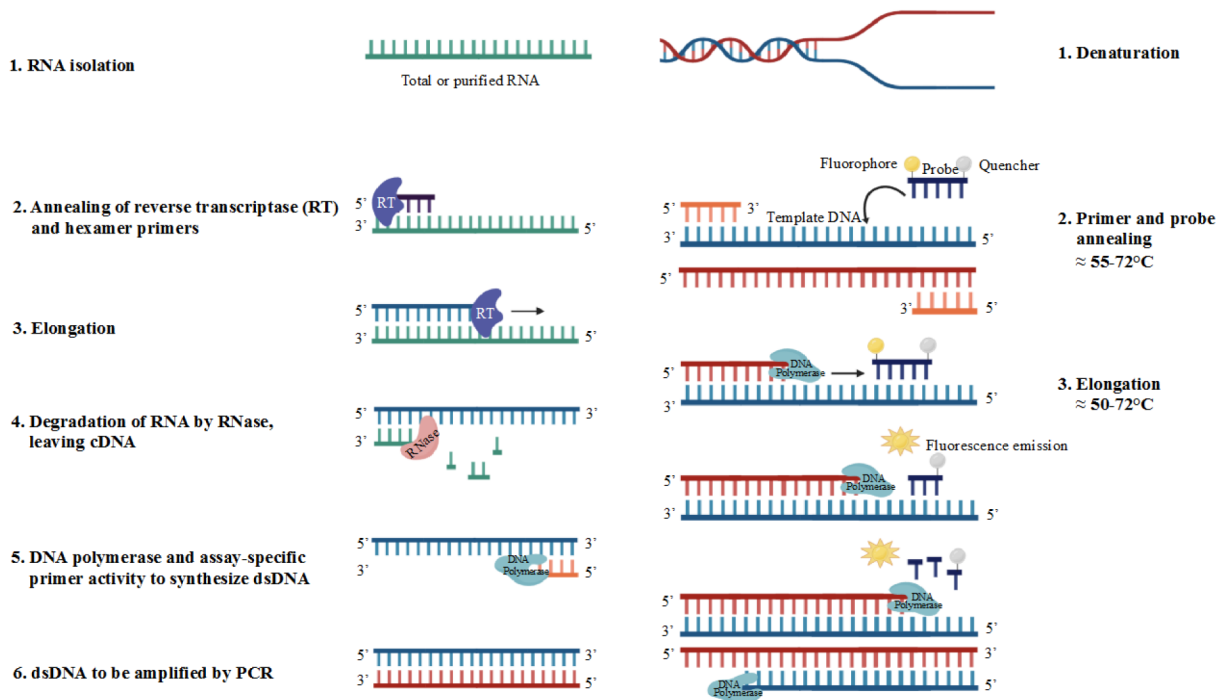 1. RNA isolation
Total or purified RNA
2. Annealing of reverse transcriptase (RT)
and hexamer primers
5’
RT
3’
5’
3. Elongation
5’
RT
3’
5’
4. Degradation of RNA by RNase,
leaving cDNA
5’
3’
3’
RNase
5. DNA polymerase and assay-specific
primer activity to synthesize dsDNA
3’
DNA
Polymerase
3’
5’
6. dsDNA to be amplified by PCR
5’
3’
3’
5’
1. Denaturation
Fluorophore
Probe
Quencher
5’
3’
Template DNA
3’
5’
5’
3’
5’
2. Primer and probe
annealing
≈ 55-72°C
5’
DNA
Polymerase
3’
5’
3. Elongation
≈ 50-72°C
Fluorescence emission
5’
DNA
Polymerase
3’
5’
5’
DNA
Polymerase
3’
5’
5’
3’
DNA
Polymerase
3’
5’